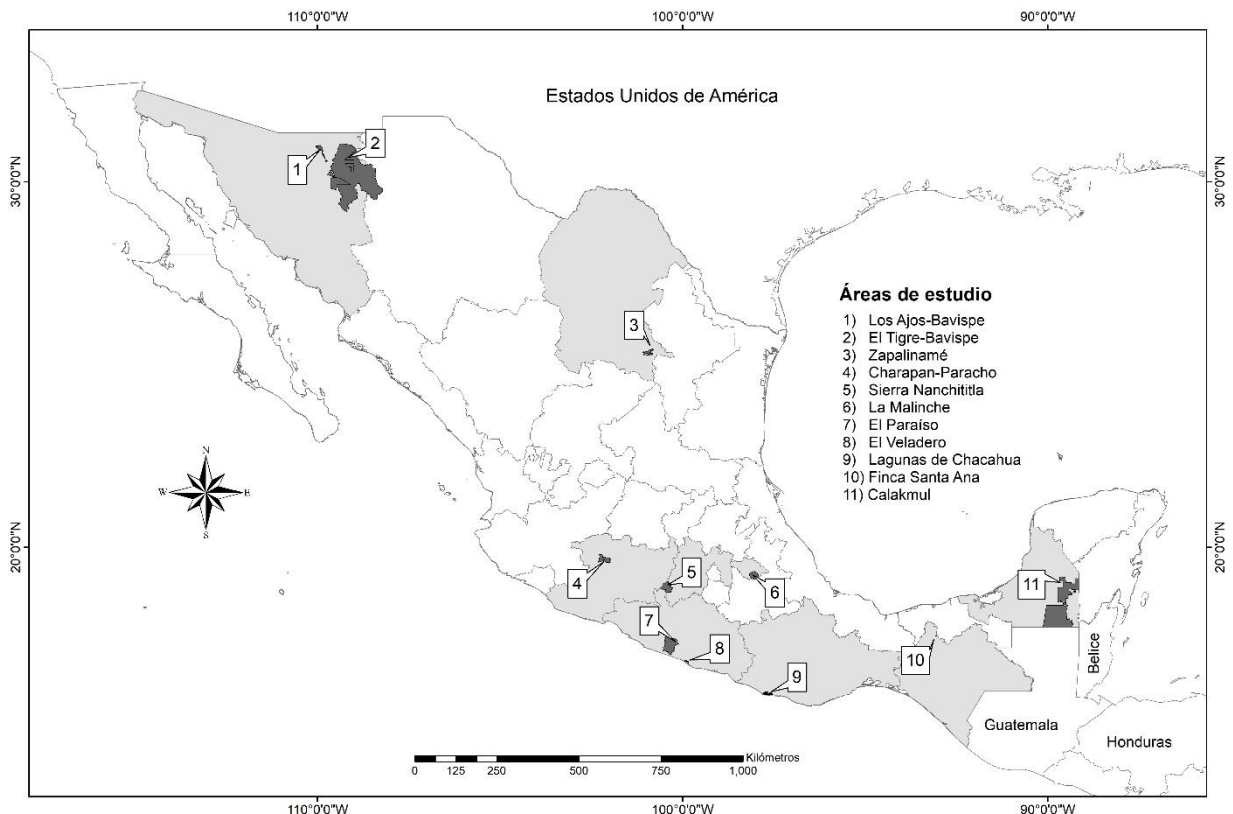 110°0'0"W
100°0'0"W
90°0'0"W
Estados Unidos de América
1
2
30°0'0"N
30°0'0"N
3
Áreas de estudio
1) Los Ajos-Bavispe
2) El Tigre-Bavispe
3) Zapalinamé
4) Charapan-Paracho
5) Sierra Nanchititla
6) La Malinche
7) El Paraíso
8) El Veladero
9) Lagunas de Chacahua
10) Finca Santa Ana
11) Calakmul
N
W
E
S
20°0'0"N
20°0'0"N
4
5
6
11
7
8
9
10
Belice
Guatemala
Honduras
Kilómetros
0 125 250 500 750 1,000
110°0'0"W
100°0'0"W
90°0'0"W